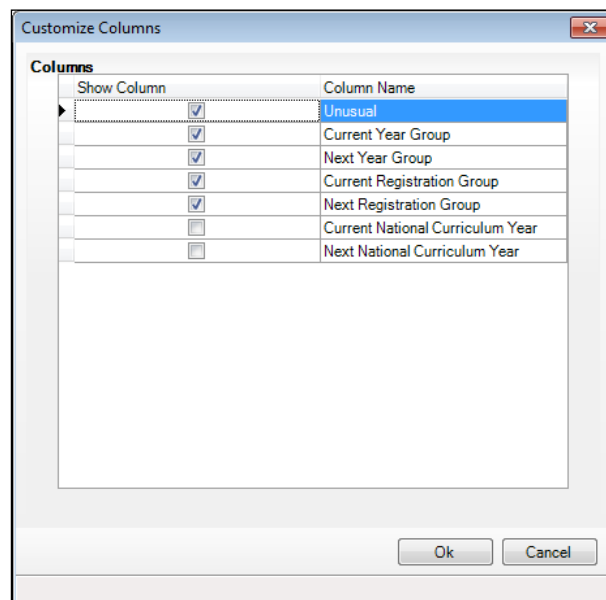 Customize Columns
Columns
Show Column Column Name
Unusual
Current Year Group
Next Year Group
Current Registration Group
Next Registration Group
Current National Curriculum Year
Next National Curriculum Year
Ok Cancel